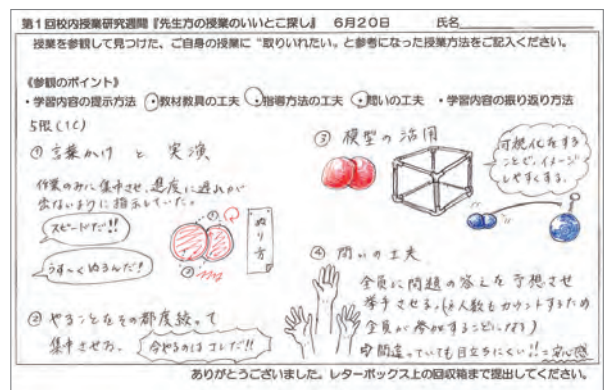 第1回校内授業研究週間『先生方の授業のいいとこ探し』 6月20日 氏名
授業を参観して見つけた、ご自身の授業に“取りいれたい。と参考になった授業方法をご記入ください。
《参観のポイント》
・学習内容の提示方法 ・教材教具の工夫 ・指導方法の工夫 ・問いの工夫 ・学習内容の振り返り方法
5限(1C)
① 言葉かけ と 実演
作業のみに集中させ、進度に遅れが
出ないように指示していた。
スピードだ!!
うす〜くぬるんだ!
①
②
ぬり方
② やることをその都度絞って
集中させる。
今やるのはコレだ!!
③ 模型の活用
可視化をする
ことで、イメージ
しやすくする。
④ 問いの工夫
全員に問題の答えを予想させ
挙手させる。(人数もカウントするため
全員が参加することになる)
間違っていても目立ちにくい!!=安心感
ありがとうございました。レターボックス上の回収箱まで提出してください。